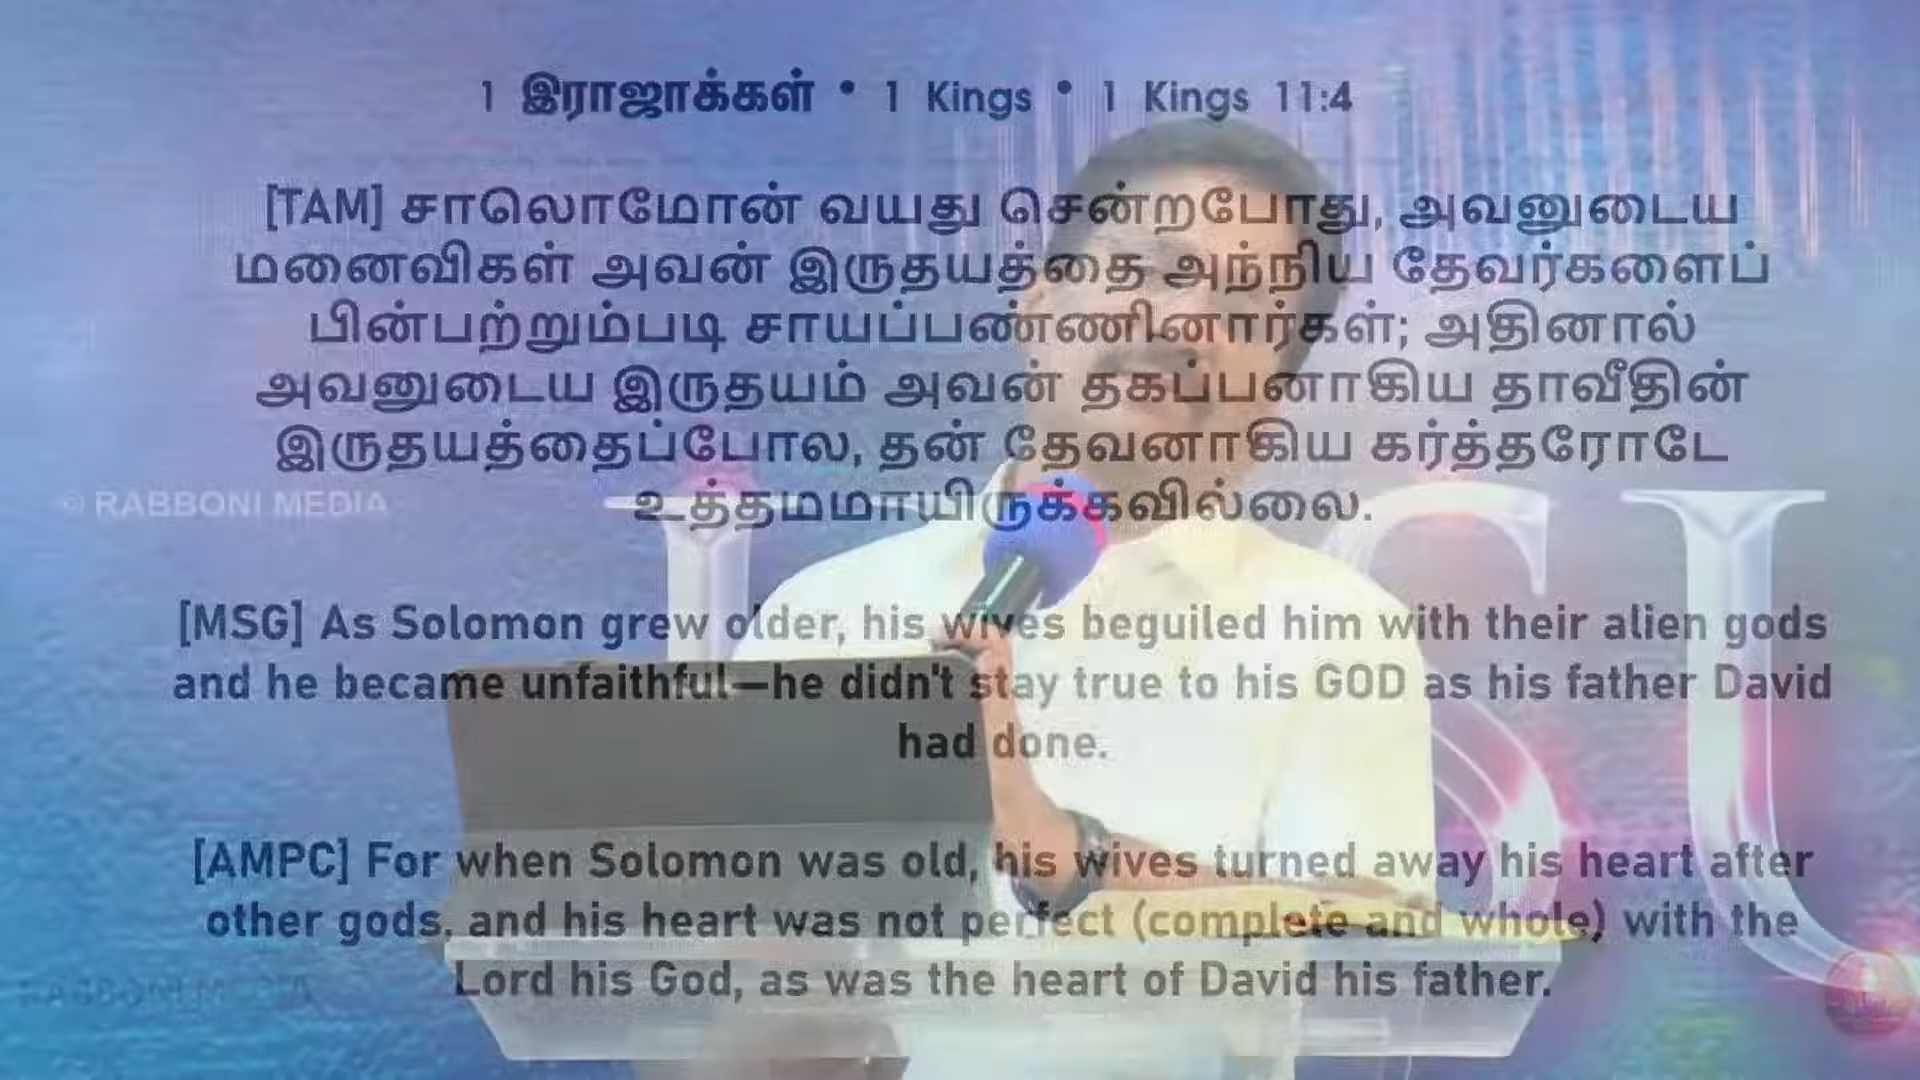 1 இராஜாக்கள் • 1 Kings • 1 Kings 11:4
[TAM] சாலொமோன் வயது சென்றபோது, அவனுடைய
மனைவிகள் அவன் இருதயத்தை அந்நிய தேவர்களைப்
பின்பற்றும்படி சாயப்பண்ணினார்கள்; அதினால்
அவனுடைய இருதயம் அவன் தகப்பனாகிய தாவீதின்
இருதயத்தைப்போல, தன் தேவனாகிய கர்த்தரோடே
உத்தமமாயிருக்கவில்லை.
© RABBONI MEDIA
[MSG] As Solomon grew older, his wives beguiled him with their alien gods
and he became unfaithful—he didn't stay true to his GOD as his father David
had done.
[AMPC] For when Solomon was old, his wives turned away his heart after
other gods, and his heart was not perfect (complete and whole) with the
Lord his God, as was the heart of David his father.